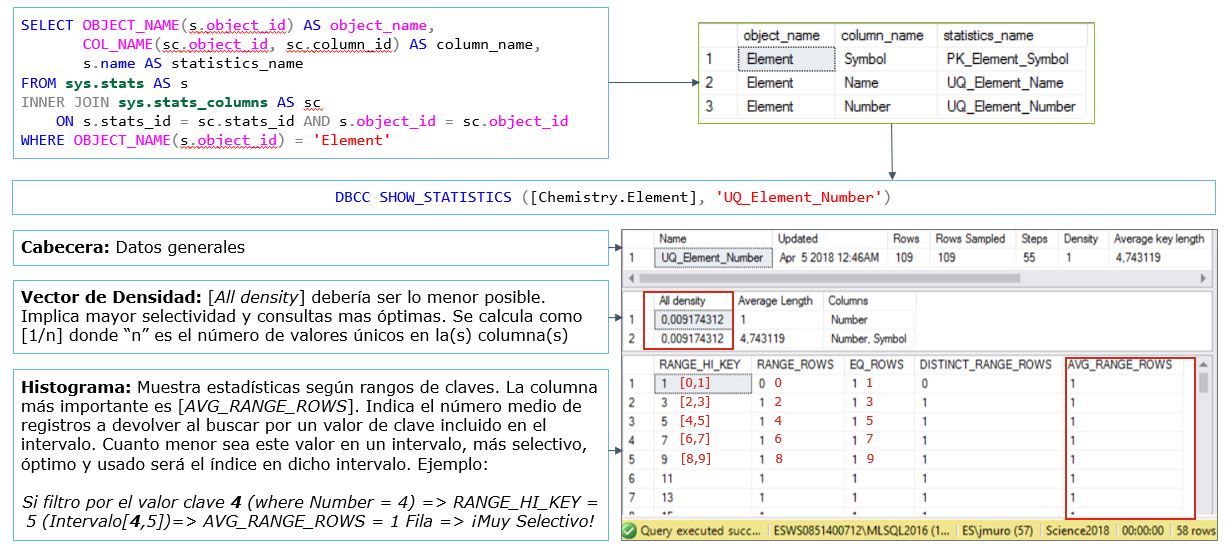 SELECT OBJECT_NAME(s.object_id) AS object_name,
COL_NAME(sc.object_id, sc.column_id) AS column_name,
s.name AS statistics_name
FROM sys.stats AS s
INNER JOIN sys.stats_columns AS sc
ON s.stats_id = sc.stats_id AND s.object_id = sc.object_id
WHERE OBJECT_NAME(s.object_id) = 'Element'
object_name column_name statistics_name
1 Element Symbol PK_Element_Symbol
2 Element Name UQ_Element_Name
3 Element Number UQ_Element_Number
DBCC SHOW_STATISTICS ([Chemistry.Element], 'UQ_Element_Number')
Cabecera: Datos generales
Name Updated Rows Rows Sampled Steps Density Average key length
1 UQ_Element_Number Apr 5 2018 12:46AM 109 109 55 1 4,743119
Vector de Densidad: [All density] debería ser lo menor posible.
Implica mayor selectividad y consultas mas óptimas. Se calcula como
[1/n] donde “n” es el número de valores únicos en la(s) columna(s)
All density Average Length Columns
1 0,009174312 1 Number
2 0,009174312 4,743119 Number, Symbol
Histograma: Muestra estadísticas según rangos de claves. La columna
más importante es [AVG_RANGE_ROWS]. Indica el número medio de
registros a devolver al buscar por un valor de clave incluido en el
intervalo. Cuanto menor sea este valor en un intervalo, más selectivo,
óptimo y usado será el índice en dicho intervalo. Ejemplo:
Si filtro por el valor clave 4 (where Number = 4) => RANGE_HI_KEY =
5 (Intervalo[4,5])=> AVG_RANGE_ROWS = 1 Fila => ¡Muy Selectivo!
RANGE_HI_KEY RANGE_ROWS EQ_ROWS DISTINCT_RANGE_ROWS AVG_RANGE_ROWS
1 1 [0,1] 0 0 1 1 0 1
2 3 [2,3] 1 2 1 3 1 1
3 5 [4,5] 1 4 1 5 1 1
4 7 [6,7] 1 6 1 7 1 1
5 9 [8,9] 1 8 1 9 1 1
6 11 1 1 1 1
7 13 1 1 1 1
Query executed succ... ESWS0851400712\MLSQL2016 (1... ES\jmuro (57) Science2018 00:00:00 58 rows